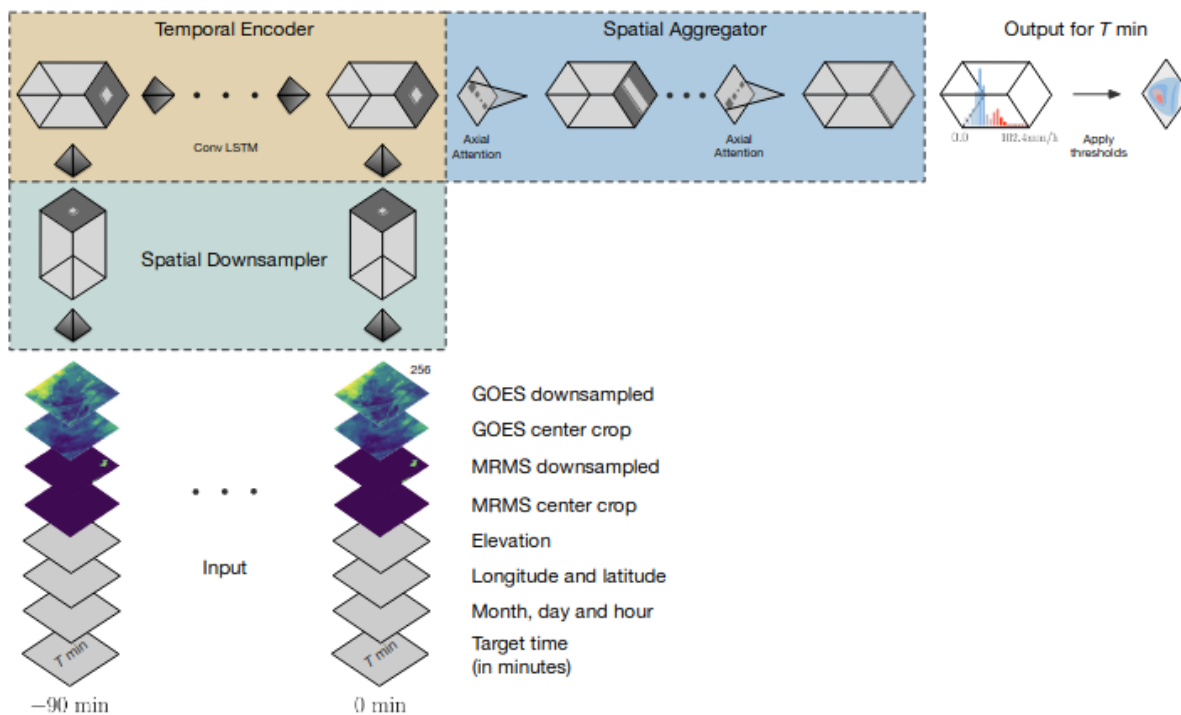 Temporal Encoder
Spatial Aggregator
Output for T min
Conv LSTM
Axial
Attention
Axial
Attention
0.0
102.4mm/h
Apply
thresholds
Spatial Downsampler
256
GOES downsampled
GOES center crop
MRMS downsampled
MRMS center crop
Elevation
Input
Longitude and latitude
Month, day and hour
T min
T min
Target time
(in minutes)
−90 min
0 min